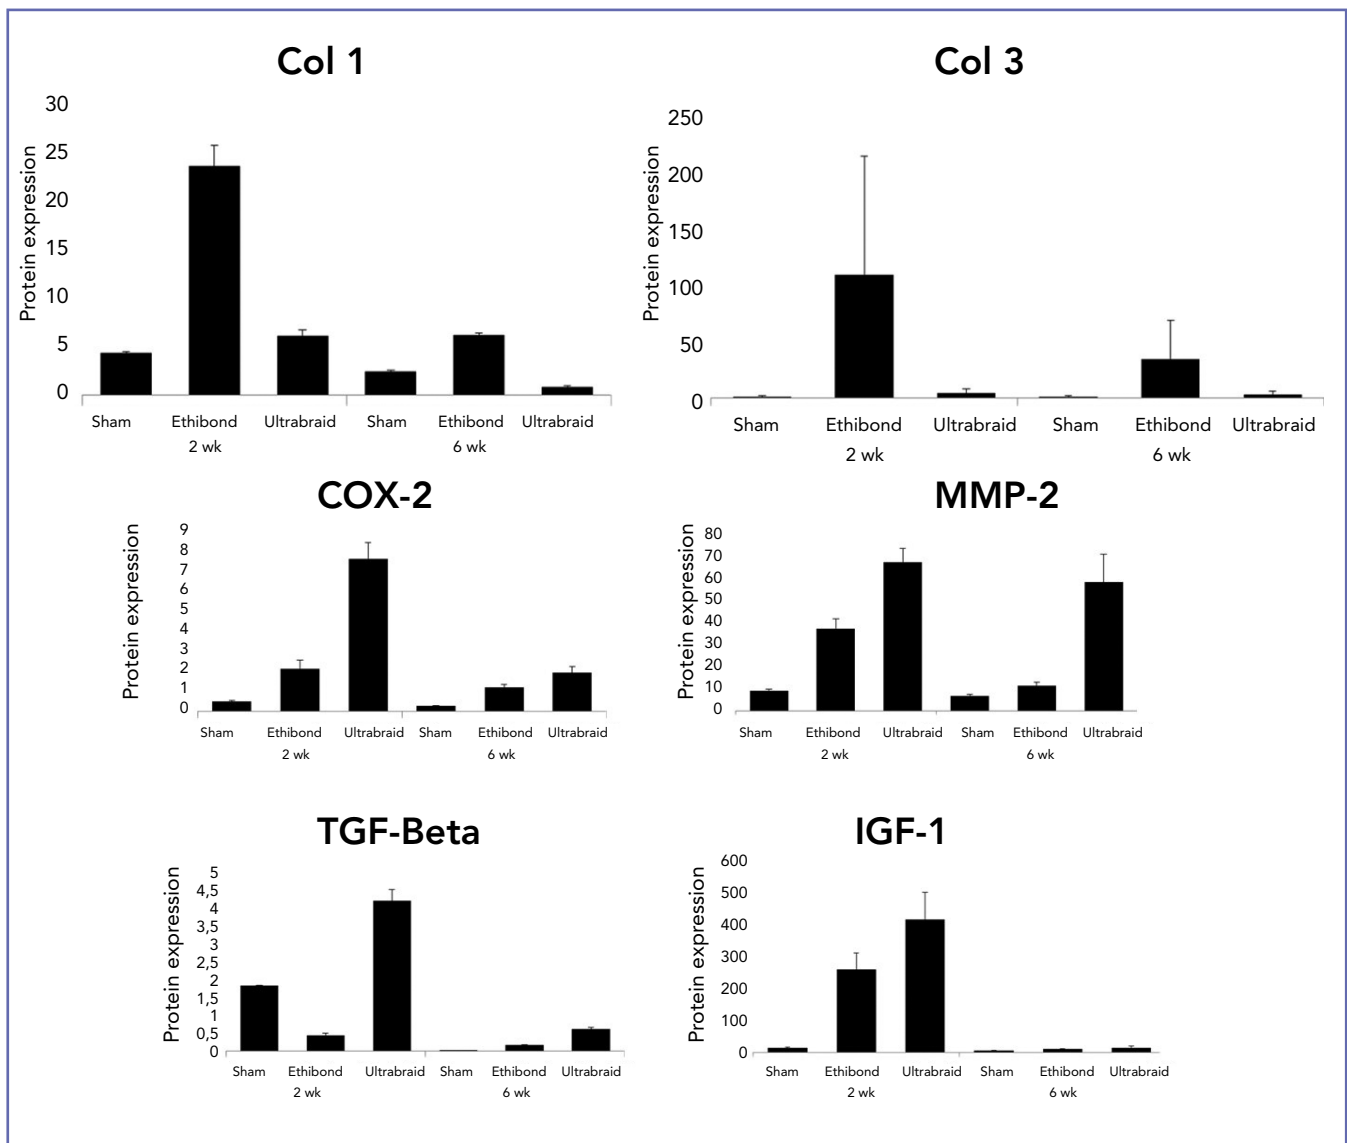 Col 1
Protein expression
30
25
20
15
10
5
0
Sham Ethibond Ultrabraid Sham Ethibond Ultrabraid
2 wk 6 wk
Col 3
Protein expression
250
200
150
100
50
0
Sham Ethibond Ultrabraid Sham Ethibond Ultrabraid
2 wk 6 wk
COX-2
Protein expression
9
8
7
6
5
4
3
2
1
0
Sham Ethibond Ultrabraid Sham Ethibond Ultrabraid
2 wk 6 wk
MMP-2
Protein expression
80
70
60
50
40
30
20
10
0
Sham Ethibond Ultrabraid Sham Ethibond Ultrabraid
2 wk 6 wk
TGF-Beta
Protein expression
5
4,5
4
3,5
3
2,5
2
1,5
1
0,5
0
Sham Ethibond Ultrabraid Sham Ethibond Ultrabraid
2 wk 6 wk
IGF-1
Protein expression
600
500
400
300
200
100
0
Sham Ethibond Ultrabraid Sham Ethibond Ultrabraid
2 wk 6 wk